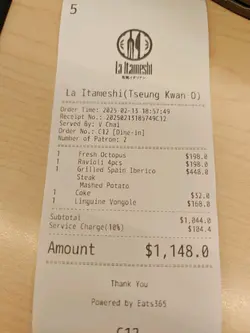 5
La Itameshi
La Itameshi(Tseung Kwan O)
Order Time: 2025-02-13 18:57:49
Receipt No.: 20250213185749C12
Served By: V Choi
Order No.: C12 [Dine-in]
Number of Patron: 2
1 Fresh Octopus $198.0
1 Ravioli 4pcs $198.0
1 Grilled Spain Iberico $448.0
Steak
Mashed Potato
1 Coke $32.0
1 Linguine Vongole $168.0
Subtotal $1,044.0
Service Charge(10%) $104.4
Amount $1,148.0
Thank You
Powered by Eats365
C12